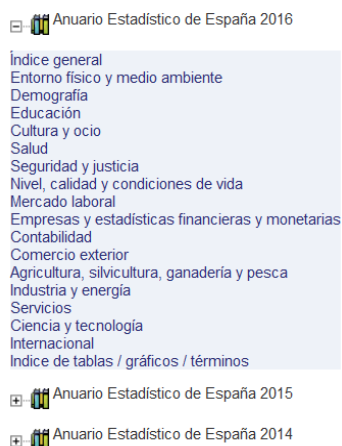 Anuario Estadístico de España 2016
Índice general
Entorno físico y medio ambiente
Demografía
Educación
Cultura y ocio
Salud
Seguridad y justicia
Nivel, calidad y condiciones de vida
Mercado laboral
Empresas y estadísticas financieras y monetarias
Contabilidad
Comercio exterior
Agricultura, silvicultura, ganadería y pesca
Industria y energía
Servicios
Ciencia y tecnología
Internacional
Indice de tablas / gráficos / términos
Anuario Estadístico de España 2015
Anuario Estadístico de España 2014